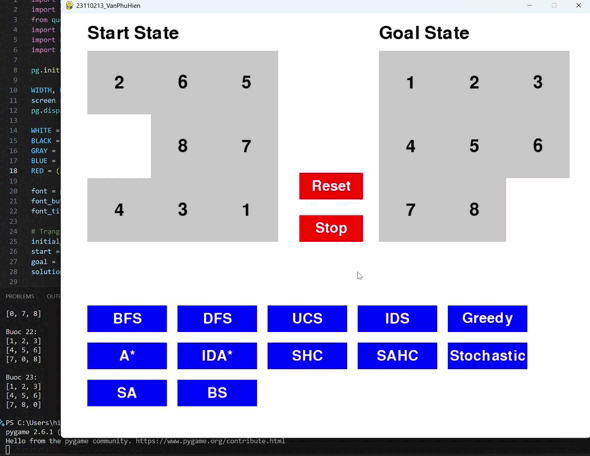 23110213_VanPhuHien
Start State
Goal State
2 6 5
8 7
4 3 1
1 2 3
4 5 6
7 8
Reset
Stop
BFS DFS UCS IDS Greedy
A* IDA* SHC SAHC Stochastic
SA BS
1
2 import
3 from
4 import
5 import
6 import
7
8 pg.init
9
10 WIDTH,
11 screen
12 pg.disp
13
14 WHITE =
15 BLACK =
16 GRAY =
17 BLUE =
18 RED = (
19
20 font =
21 font_bu
22 font_ti
23
24 # Trang
25 initial_
26 start =
27 goal =
28 solutio
29
PROBLEMS
[0, 7, 8]
Buoc 22:
[1, 2, 3]
[4, 5, 6]
[7, 0, 8]
Buoc 23:
[1, 2, 3]
[4, 5, 6]
[7, 8, 0]
PS C:\Users\hi
pygame 2.6.1 (
Hello from the pygame community. https://www.pygame.org/contribute.html